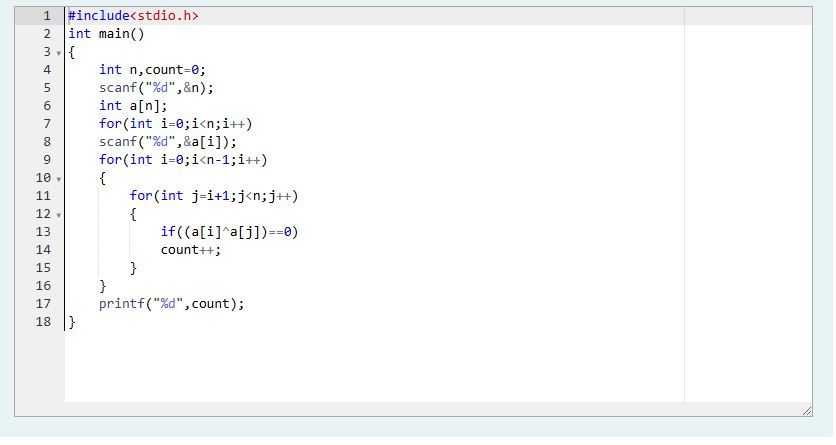 1 #include<stdio.h>
2 int main()
3 {
4     int n,count=0;
5     scanf("%d",&n);
6     int a[n];
7     for(int i=0;i<n;i++)
8     scanf("%d",&a[i]);
9     for(int i=0;i<n-1;i++)
10     {
11         for(int j=i+1;j<n;j++)
12         {
13             if((a[i]^a[j])==0)
14             count++;
15         }
16     }
17     printf("%d",count);
18 }